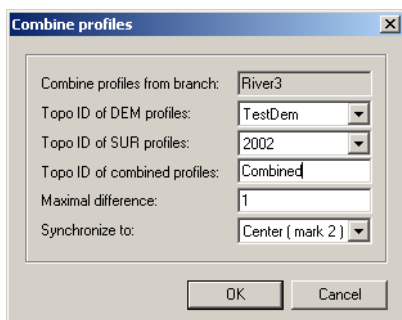 Combine profiles
Combine profiles from branch: River3
Topo ID of DEM profiles: TestDem
Topo ID of SUR profiles: 2002
Topo ID of combined profiles: Combined
Maximal difference: 1
Synchronize to: Center ( mark 2 )
OK Cancel